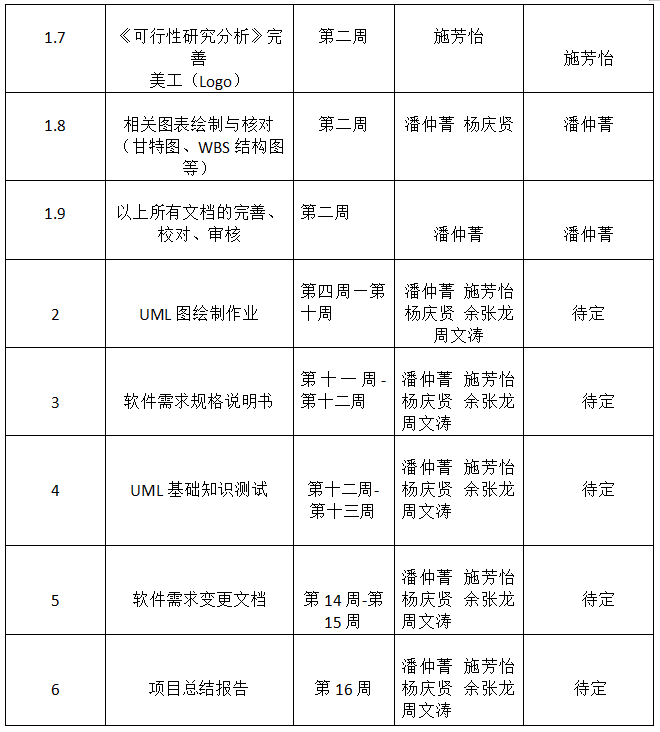 1.7
《可行性研究分析》完
善
美工（Logo）
第二周
施芳怡
施芳怡
1.8
相关图表绘制与核对
（甘特图、WBS 结构图
等）
第二周
潘仲菁 杨庆贤
潘仲菁
1.9
以上所有文档的完善、
校对、审核
第二周
潘仲菁
潘仲菁
2
UML 图绘制作业
第四周一第
十周
潘仲菁 施芳怡
杨庆贤 余张龙
周文涛
待定
3
软件需求规格说明书
第十一周-
第十二周
潘仲菁 施芳怡
杨庆贤 余张龙
周文涛
待定
4
UML 基础知识测试
第十二周-
第十三周
潘仲菁 施芳怡
杨庆贤 余张龙
周文涛
待定
5
软件需求变更文档
第 14 周-第
15 周
潘仲菁 施芳怡
杨庆贤 余张龙
周文涛
待定
6
项目总结报告
第 16 周
潘仲菁 施芳怡
杨庆贤 余张龙
周文涛
待定